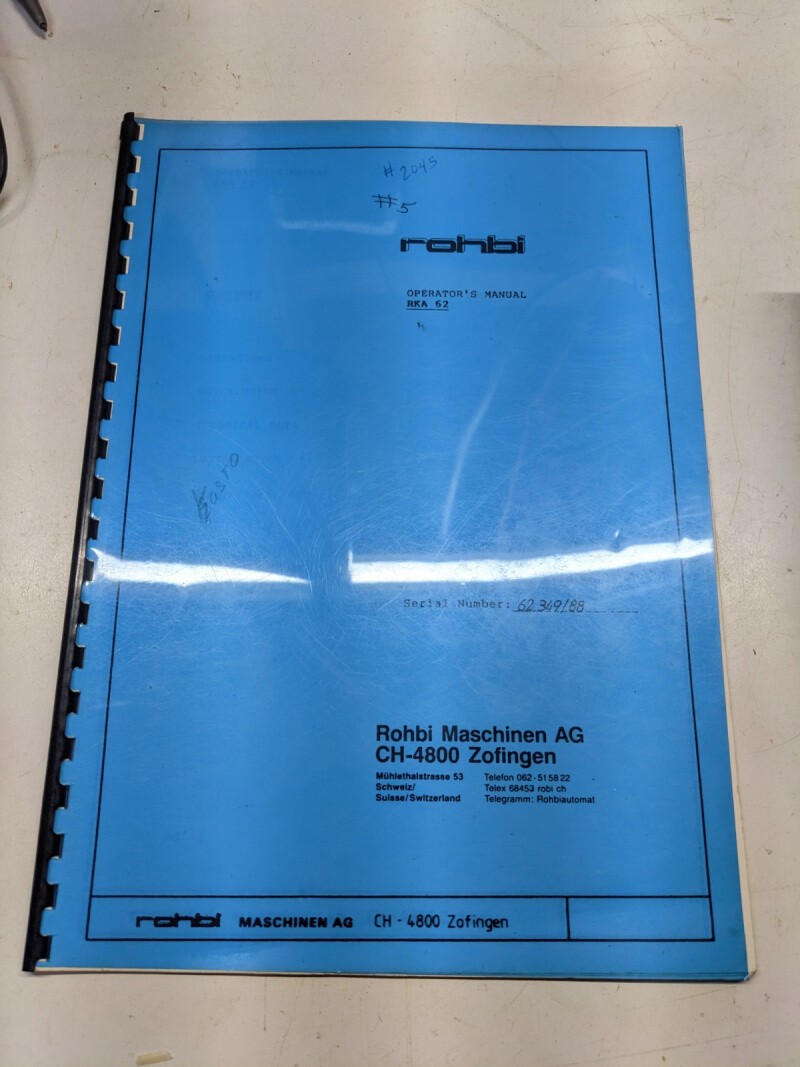 #2045
#5
rohbi
OPERATOR'S MANUAL
RKA 62
Serial Number: 62 349/88
Rohbi Maschinen AG
CH-4800 Zofingen
Mühlethalstrasse 53 Telefon 062-51 58 22
Schweiz/ Telex 68453 robi ch
Suisse/Switzerland Telegramm: Rohbiautomat
rohbi MASCHINEN AG CH - 4800 Zofingen